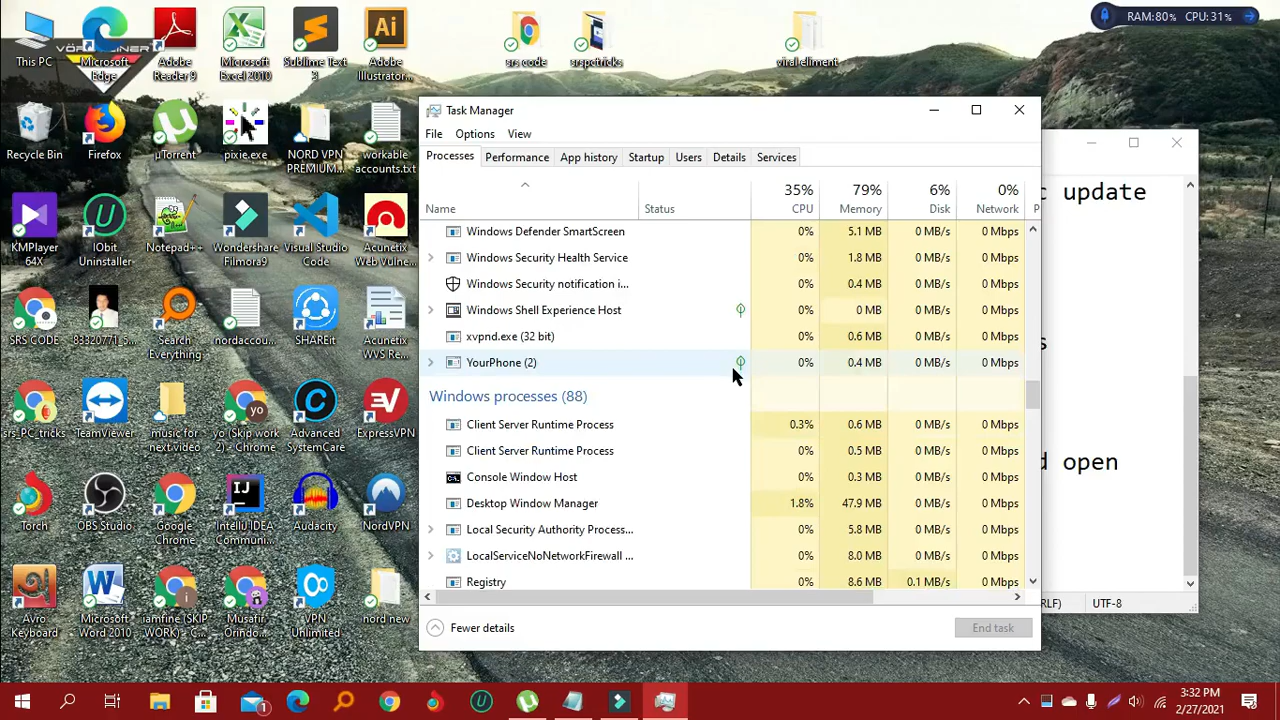 RAM:80% CPU: 31%
This PC
Microsoft
Edge
Adobe
Reader 9
Microsoft
Excel 2010
Sublime Text
3
Adobe
Illustrator...
srs code
srspctricks
viral eliment
Recycle Bin
Firefox
µTorrent
pixie.exe
NORD VPN
PREMIUM...
workable
accounts.txt
KMPlayer
64X
IObit
Uninstaller
Notepad++
Wondershare
Filmora9
Visual Studio
Code
Acunetix
Web Vulne...
SRS CODE
83320771_5...
Search
Everything
nordaccou...
SHAREit
Acunetix
WVS Re...
srs_PC_tricks
TeamViewer
music for
next video
yo (Skip work
2) - Chrome
Advanced
SystemCare
ExpressVPN
Torch
OBS Studio
Google
Chrome
IntelliJ IDEA
Communi...
Audacity
NordVPN
Avro
Keyboard
Microsoft
Word 2010
iamfine (SKIP
WORK) - C...
Musafir
Orindo...
VPN
Unlimited
nord new
Task Manager
File Options View
Processes Performance App history Startup Users Details Services
35% 79% 6% 0%
Name Status CPU Memory Disk Network P
Windows Defender SmartScreen 0% 5.1 MB 0 MB/s 0 Mbps
Windows Security Health Service 0% 1.8 MB 0 MB/s 0 Mbps
Windows Security notification i... 0% 0.4 MB 0 MB/s 0 Mbps
Windows Shell Experience Host 0% 0 MB 0 MB/s 0 Mbps
xvpnd.exe (32 bit) 0% 0.6 MB 0 MB/s 0 Mbps
YourPhone (2) 0% 0.4 MB 0 MB/s 0 Mbps
Windows processes (88)
Client Server Runtime Process 0.3% 0.6 MB 0 MB/s 0 Mbps
Client Server Runtime Process 0% 0.5 MB 0 MB/s 0 Mbps
Console Window Host 0% 0.3 MB 0 MB/s 0 Mbps
Desktop Window Manager 1.8% 47.9 MB 0 MB/s 0 Mbps
Local Security Authority Process... 0% 5.8 MB 0 MB/s 0 Mbps
LocalServiceNoNetworkFirewall ... 0% 8.0 MB 0 MB/s 0 Mbps
Registry 0% 8.6 MB 0.1 MB/s 0 Mbps
Fewer details
End task
c update
s
d open
RLF) UTF-8
3:32 PM
2/27/2021